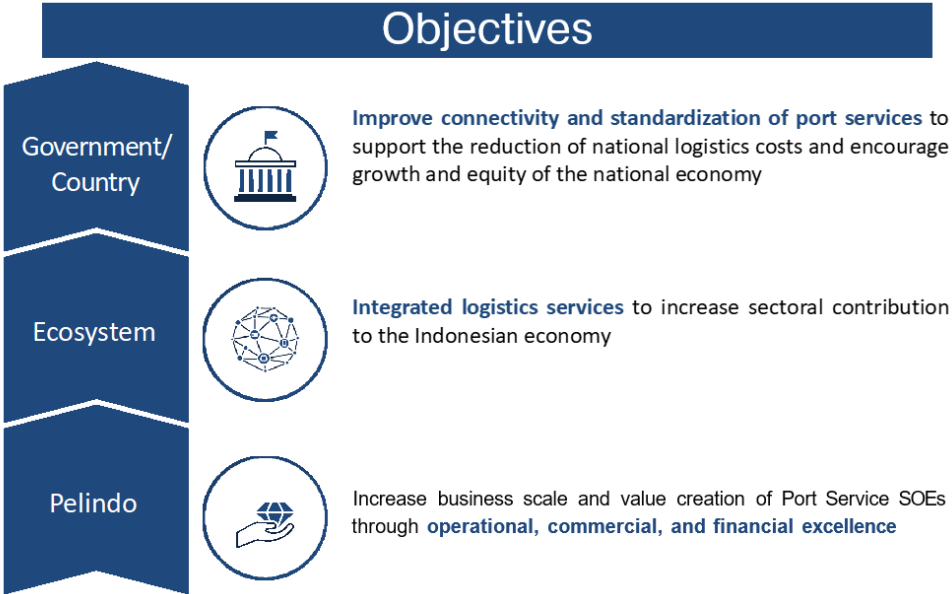 Objectives
Government/
Country
Improve connectivity and standardization of port services to
support the reduction of national logistics costs and encourage
growth and equity of the national economy
Ecosystem
Integrated logistics services to increase sectoral contribution
to the Indonesian economy
Pelindo
Increase business scale and value creation of Port Service SOEs
through operational, commercial, and financial excellence